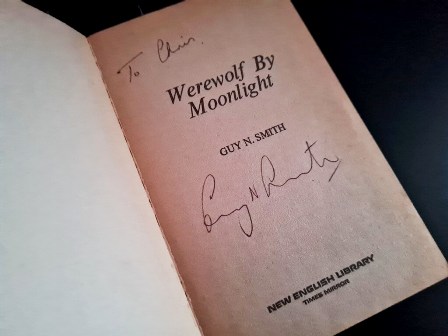 To Chris,
Werewolf By
Moonlight
GUY N. SMITH
Guy N Smith
NEW ENGLISH LIBRARY
TIMES MIRROR